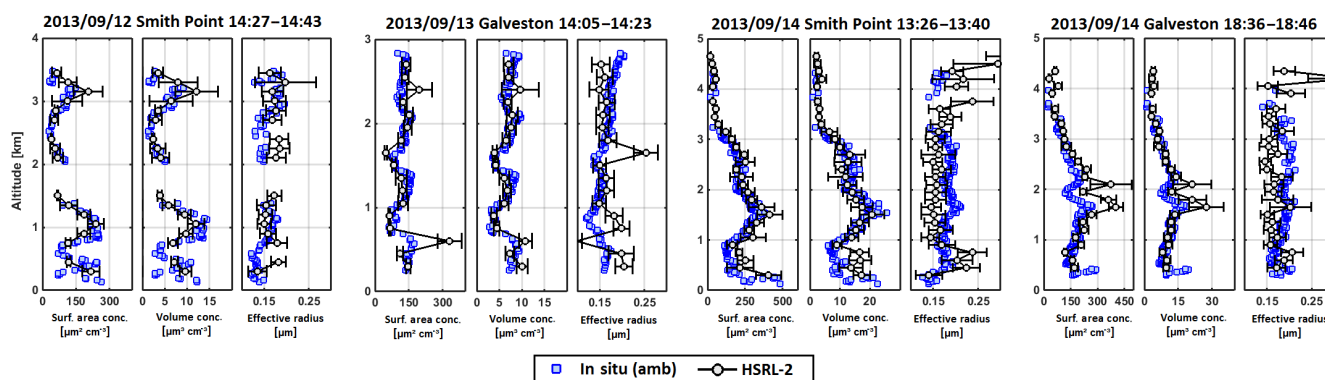 2013/09/12 Smith Point 14:27–14:43
2013/09/13 Galveston 14:05–14:23
2013/09/14 Smith Point 13:26–13:40
2013/09/14 Galveston 18:36–18:46
Altitude [km]
4
3
2
1
0
3
2
1
0
5
4
3
2
1
0
5
4
3
2
1
0
0 150 300
0 5 10 15
0.15 0.25
0 150 300
0 5 10 15
0.15 0.25
0 250 500
0 10 20
0.15 0.25
0 150 300 450
0 15 30
0.15 0.25
Surf. area conc.
[µm² cm⁻³]
Volume conc.
[µm³ cm⁻³]
Effective radius
[µm]
Surf. area conc.
[µm² cm⁻³]
Volume conc.
[µm³ cm⁻³]
Effective radius
[µm]
Surf. area conc.
[µm² cm⁻³]
Volume conc.
[µm³ cm⁻³]
Effective radius
[µm]
Surf. area conc.
[µm² cm⁻³]
Volume conc.
[µm³ cm⁻³]
Effective radius
[µm]
In situ (amb) HSRL-2